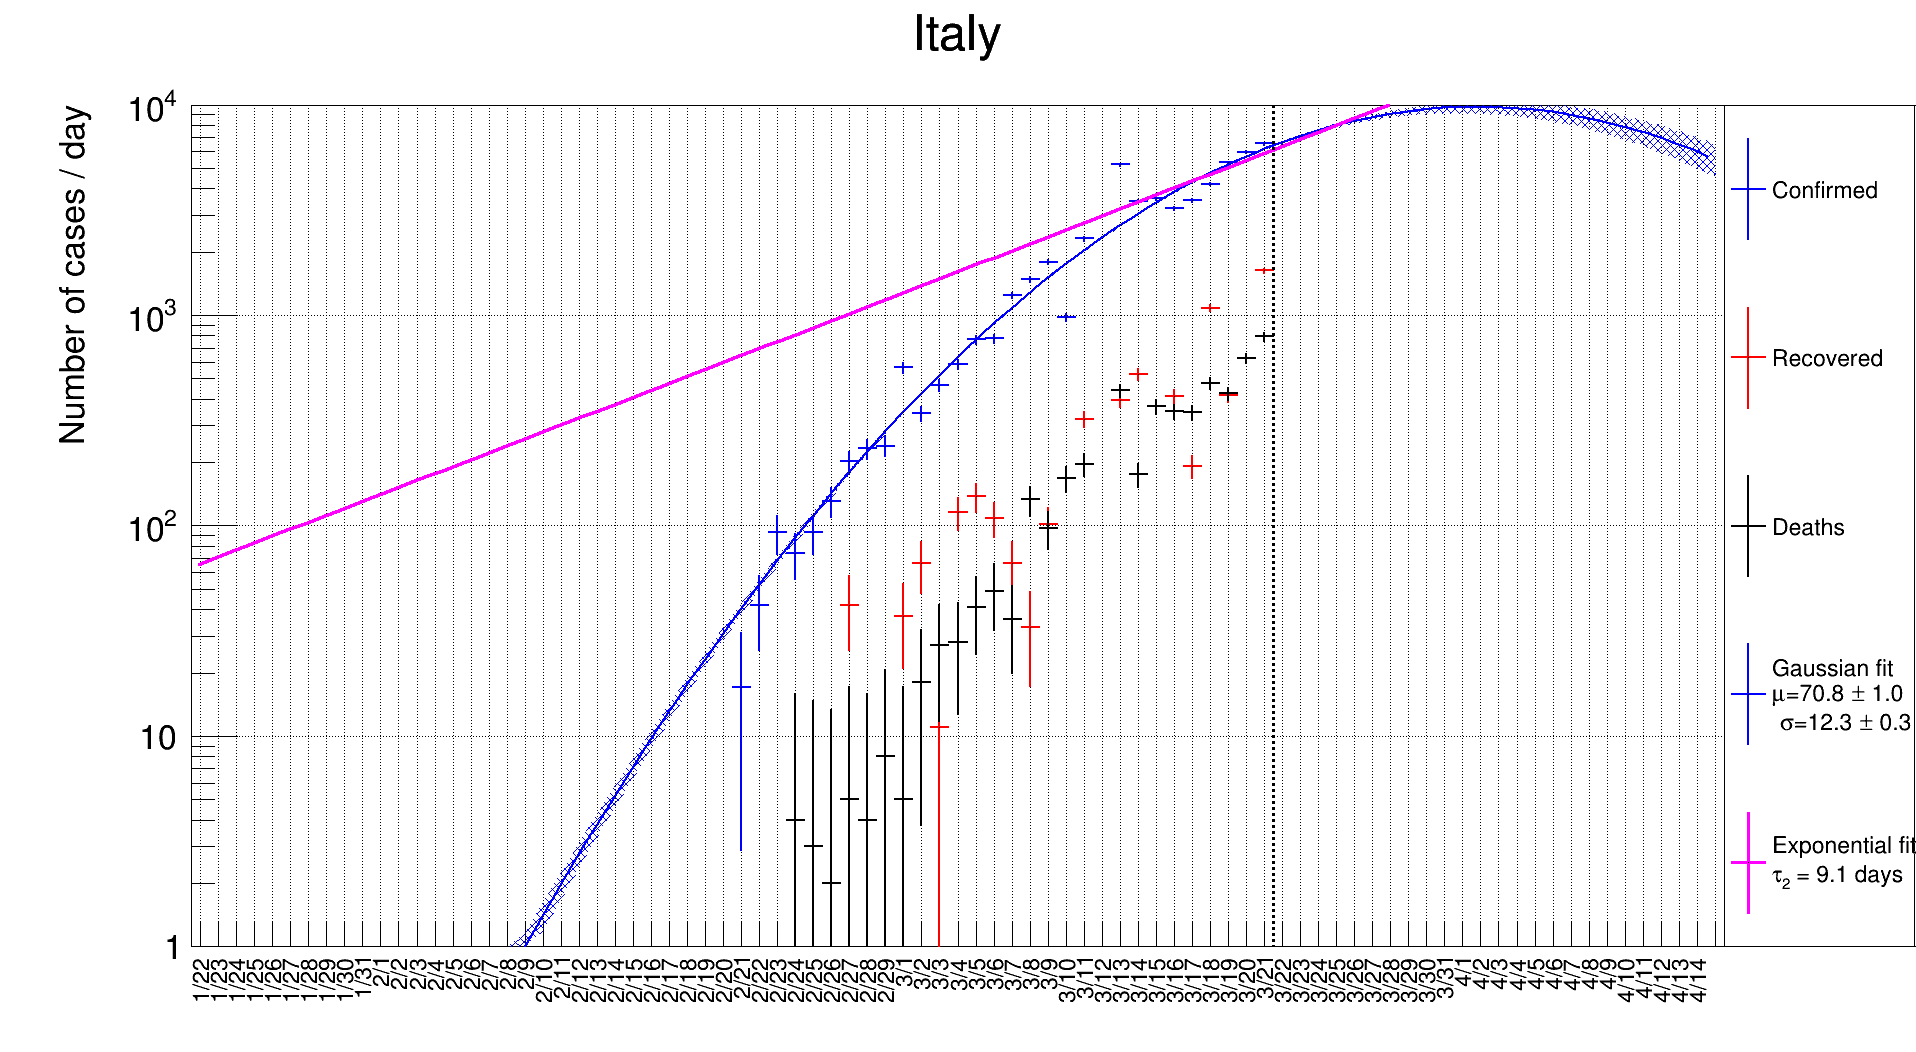 Italy
Number of cases / day
10⁴
10³
10²
10
1
1/22 1/23 1/24 1/25 1/26 1/27 1/28 1/29 1/30 1/31 2/1 2/2 2/3 2/4 2/5 2/6 2/7 2/8 2/9 2/10 2/11 2/12 2/13 2/14 2/15 2/16 2/17 2/18 2/19 2/20 2/21 2/22 2/23 2/24 2/25 2/26 2/27 2/28 2/29 3/1 3/2 3/3 3/4 3/5 3/6 3/7 3/8 3/9 3/10 3/11 3/12 3/13 3/14 3/15 3/16 3/17 3/18 3/19 3/20 3/21 3/22 3/23 3/24 3/25 3/26 3/27 3/28 3/29 3/30 3/31 4/1 4/2 4/3 4/4 4/5 4/6 4/7 4/8 4/9 4/10 4/11 4/12 4/13 4/14
Confirmed
Recovered
Deaths
Gaussian fit
μ=70.8 ± 1.0
σ=12.3 ± 0.3
Exponential fit
τ₂ = 9.1 days